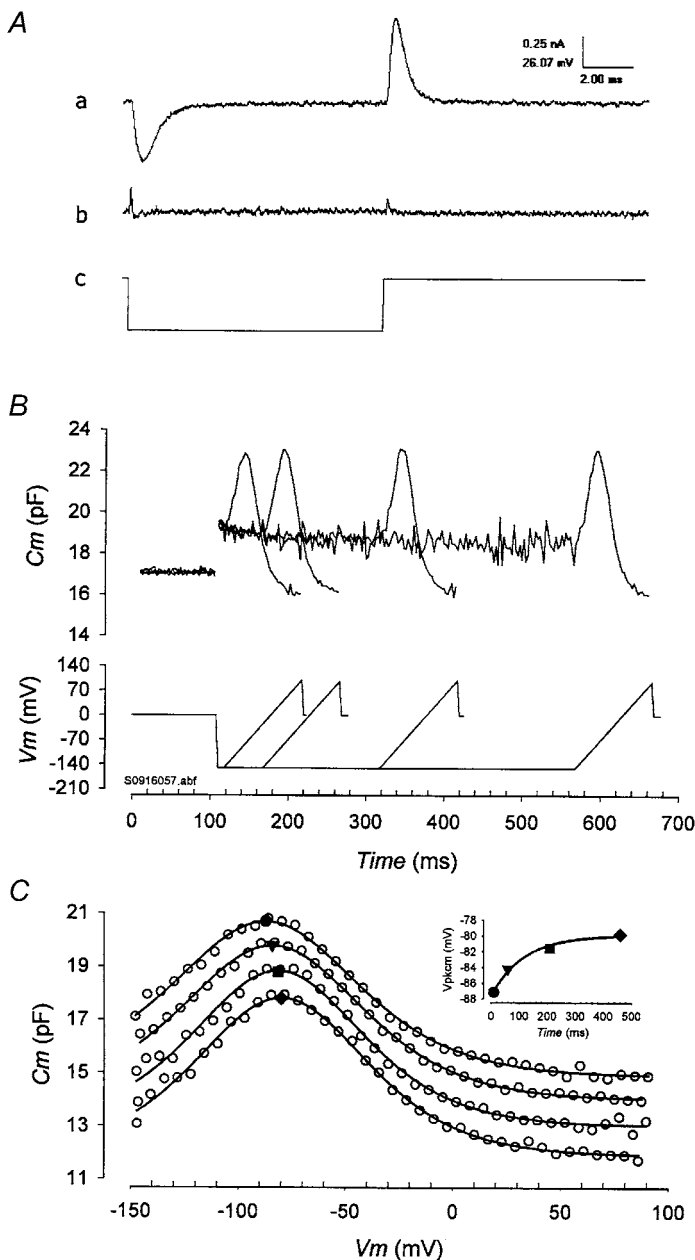 A
0.25 nA
26.07 mV
2.00 ms
a
b
c
B
24
22
20
18
16
14
Cm (pF)
140
70
0
-70
-140
-210
Vm (mV)
S0916057.abf
0 100 200 300 400 500 600 700
Time (ms)
C
21
19
17
15
13
11
Cm (pF)
-78
-80
-82
-84
-86
-88
Vpkcm (mV)
0 100 200 300 400 500
Time (ms)
-150 -100 -50 0 50 100
Vm (mV)